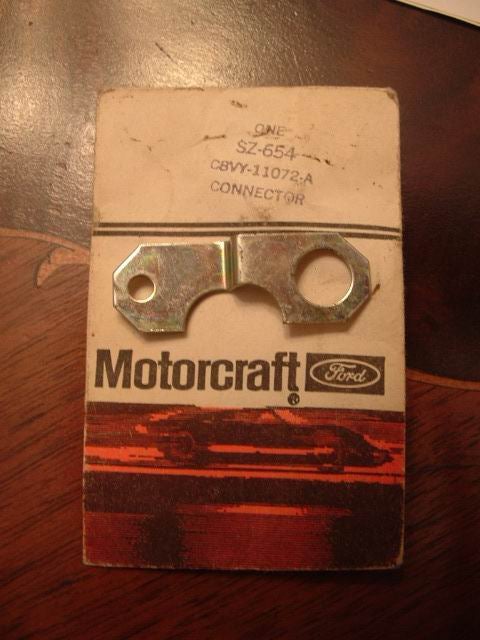 ONE
SZ-654
C8VY-11072-A
CONNECTOR
Motorcraft Ford
®